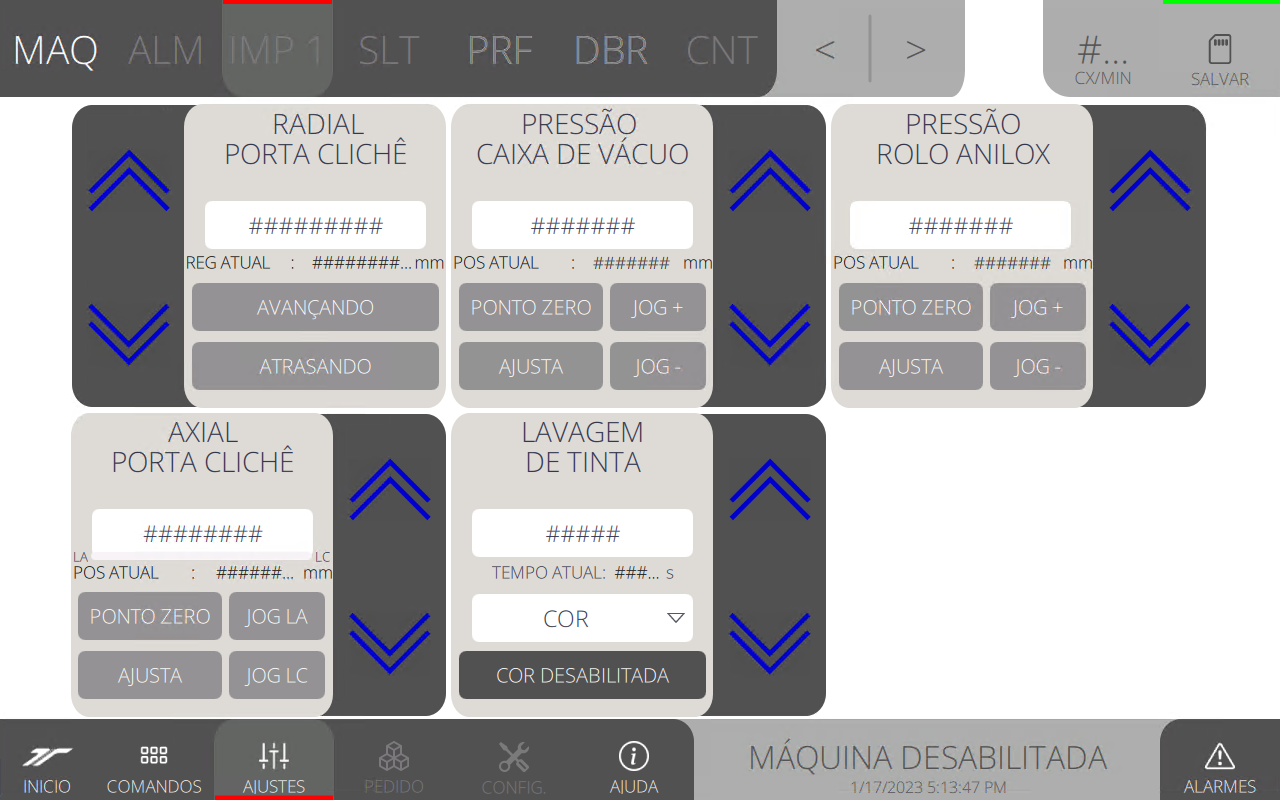 MAQ ALM IMP 1 SLT PRF DBR CNT < > #... SALVAR
CX/MIN
RADIAL
PORTA CLICHÊ
#########
REG ATUAL : ########... mm
AVANÇANDO
ATRASANDO
PRESSÃO
CAIXA DE VÁCUO
#######
POS ATUAL : ####### mm
PONTO ZERO JOG +
AJUSTA JOG -
PRESSÃO
ROLO ANILOX
#######
POS ATUAL : ####### mm
PONTO ZERO JOG +
AJUSTA JOG -
AXIAL
PORTA CLICHÊ
########
LA LC
POS ATUAL : ######... mm
PONTO ZERO JOG LA
AJUSTA JOG LC
LAVAGEM
DE TINTA
#####
TEMPO ATUAL: ###... s
COR
COR DESABILITADA
INICIO COMANDOS AJUSTES PEDIDO CONFIG. AJUDA
MÁQUINA DESABILITADA
1/17/2023 5:13:47 PM
ALARMES